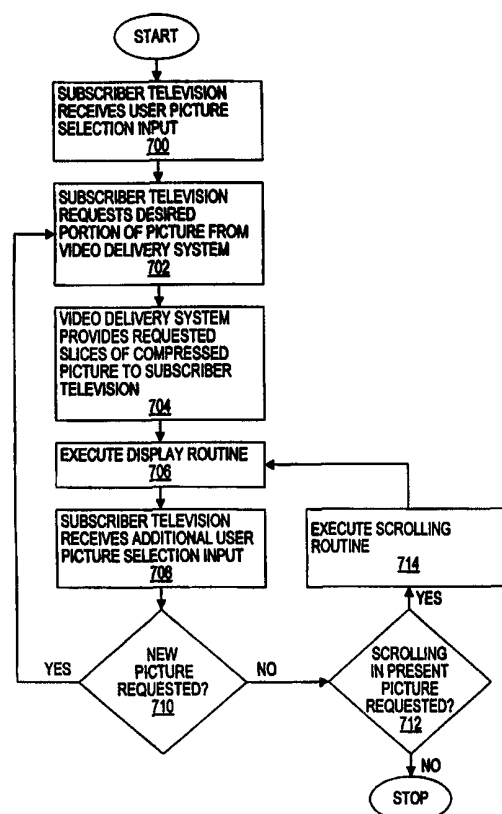 START
SUBSCRIBER TELEVISION
RECEIVES USER PICTURE
SELECTION INPUT
700
SUBSCRIBER TELEVISION
REQUESTS DESIRED
PORTION OF PICTURE FROM
VIDEO DELIVERY SYSTEM
702
VIDEO DELIVERY SYSTEM
PROVIDES REQUESTED
SLICES OF COMPRESSED
PICTURE TO SUBSCRIBER
TELEVISION
704
EXECUTE DISPLAY ROUTINE
706
SUBSCRIBER TELEVISION
RECEIVES ADDITIONAL USER
PICTURE SELECTION INPUT
708
EXECUTE SCROLLING
ROUTINE
714
YES
YES
NEW
PICTURE
REQUESTED?
710
NO
SCROLLING
IN PRESENT
PICTURE
REQUESTED?
712
NO
STOP